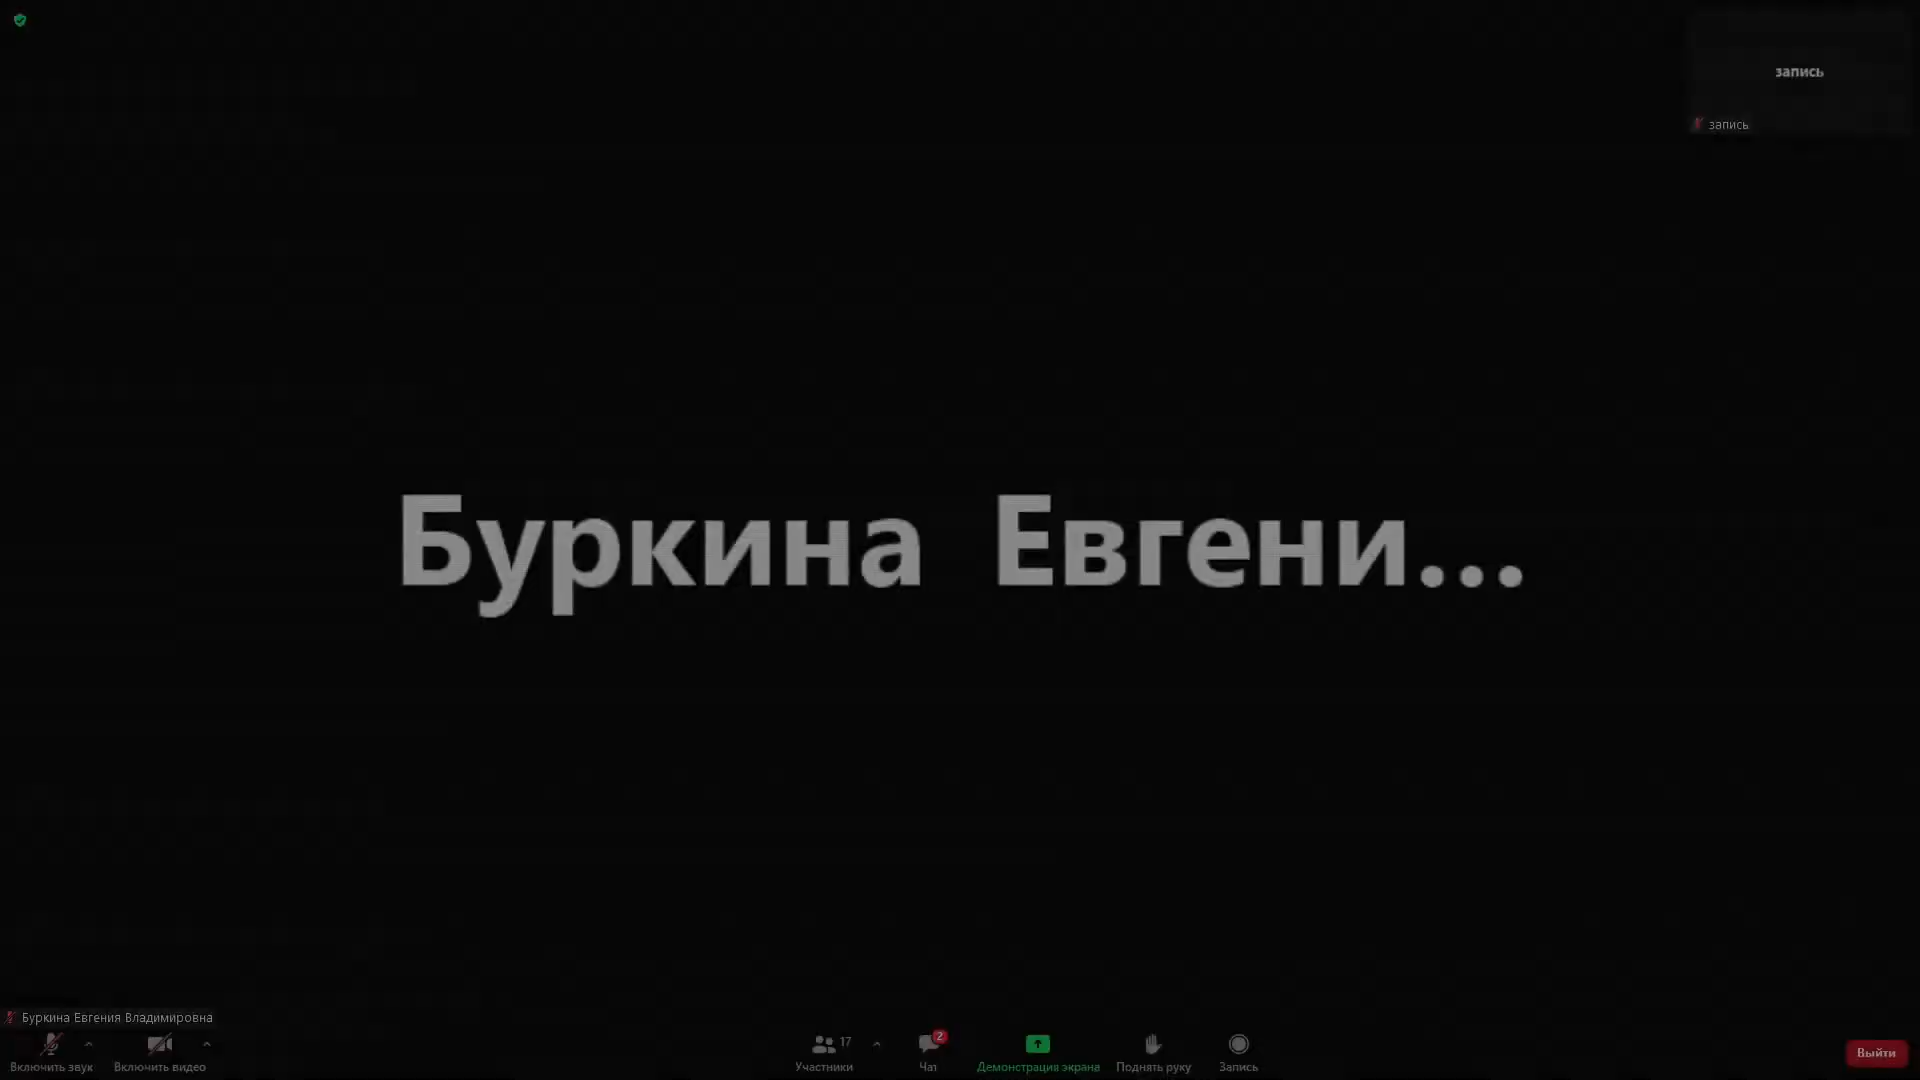 запись
запись
Буркина Евгени...
Буркина Евгения Владимировна
Включить звук
Включить видео
17
Участники
2
Чат
Демонстрация экрана
Поднять руку
Запись
Выйти